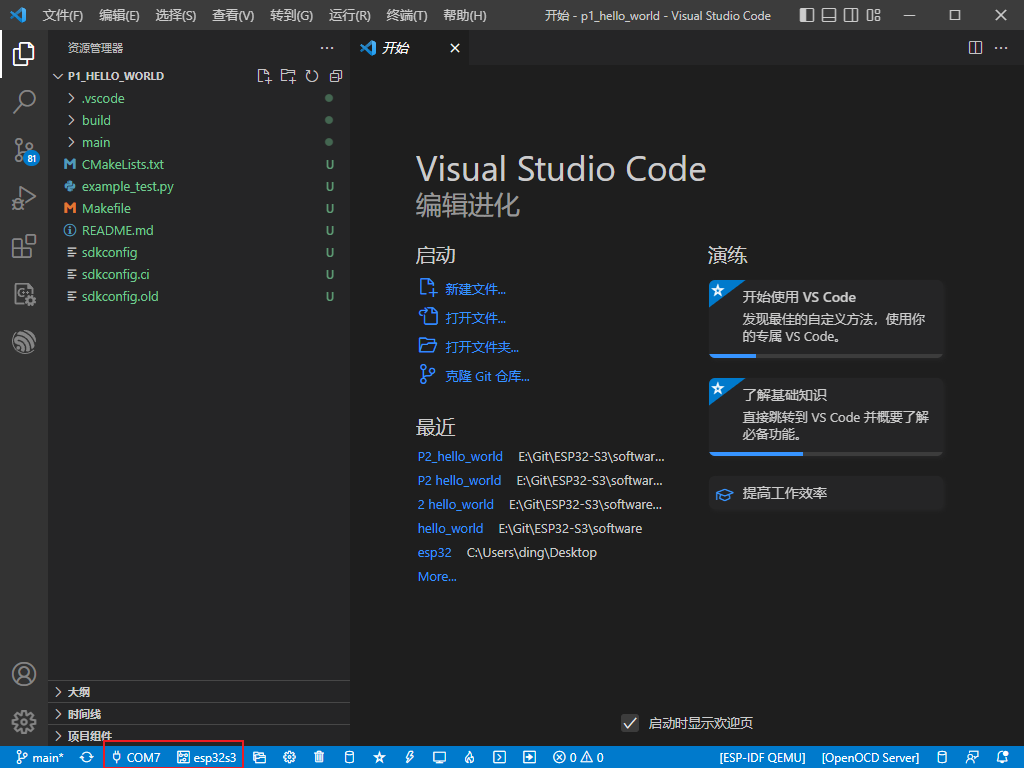 文件(F) 编辑(E) 选择(S) 查看(V) 转到(G) 运行(R) 终端(T) 帮助(H) 开始 - p1_hello_world - Visual Studio Code
资源管理器
开始
P1_HELLO_WORLD
.vscode
build
main
CMakeLists.txt U
example_test.py U
Makefile U
README.md U
sdkconfig U
sdkconfig.ci U
sdkconfig.old U
81
Visual Studio Code
编辑进化
启动
新建文件...
打开文件...
打开文件夹...
克隆 Git 仓库...
最近
P2_hello_world E:\Git\ESP32-S3\softwar...
P2 hello_world E:\Git\ESP32-S3\softwar...
2 hello_world E:\Git\ESP32-S3\software...
hello_world E:\Git\ESP32-S3\software
esp32 C:\Users\ding\Desktop
More...
演练
开始使用 VS Code
发现最佳的自定义方法，使用你
的专属 VS Code。
了解基础知识
直接跳转到 VS Code 并概要了解
必备功能。
提高工作效率
大纲
时间线
项目组件
启动时显示欢迎页
main* COM7 esp32s3 0 0 [ESP-IDF QEMU] [OpenOCD Server]